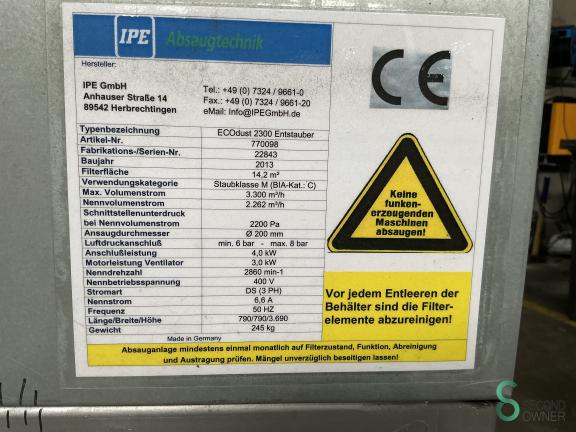 IPE Absaugtechnik
Hersteller:
IPE GmbH
Anhauser Straße 14
89542 Herbrechtingen
Tel.: +49 (0) 7324 / 9661-0
Fax.: +49 (0) 7324 / 9661-20
eMail: Info@IPEGmbH.de
CE
Typenbezeichnung ECOdust 2300 Entstauber
Artikel-Nr. 770098
Fabrikations-/Serien-Nr. 22843
Baujahr 2013
Filterfläche 14,2 m²
Verwendungskategorie Staubklasse M (BIA-Kat.: C)
Max. Volumenstrom 3.300 m³/h
Nennvolumenstrom 2.262 m³/h
Schnittstellenunterdruck
bei Nennvolumenstrom 2200 Pa
Ansaugdurchmesser Ø 200 mm
Luftdruckanschluß min. 6 bar - max. 8 bar
Anschlußleistung 4,0 kW
Motorleistung Ventilator 3,0 kW
Nenndrehzahl 2860 min-1
Nennbetriebsspannung 400 V
Stromart DS (3 PH)
Nennstrom 6,6 A
Frequenz 50 HZ
Länge/Breite/Höhe 790/790/3.690
Gewicht 245 kg
Made in Germany
Keine
funken-
erzeugenden
Maschinen
absaugen!
Vor jedem Entleeren der
Behälter sind die Filter-
elemente abzureinigen!
Absauganlage mindestens einmal monatlich auf Filterzustand, Funktion, Abreinigung
und Austragung prüfen. Mängel unverzüglich beseitigen lassen!
SECOND
OWNER